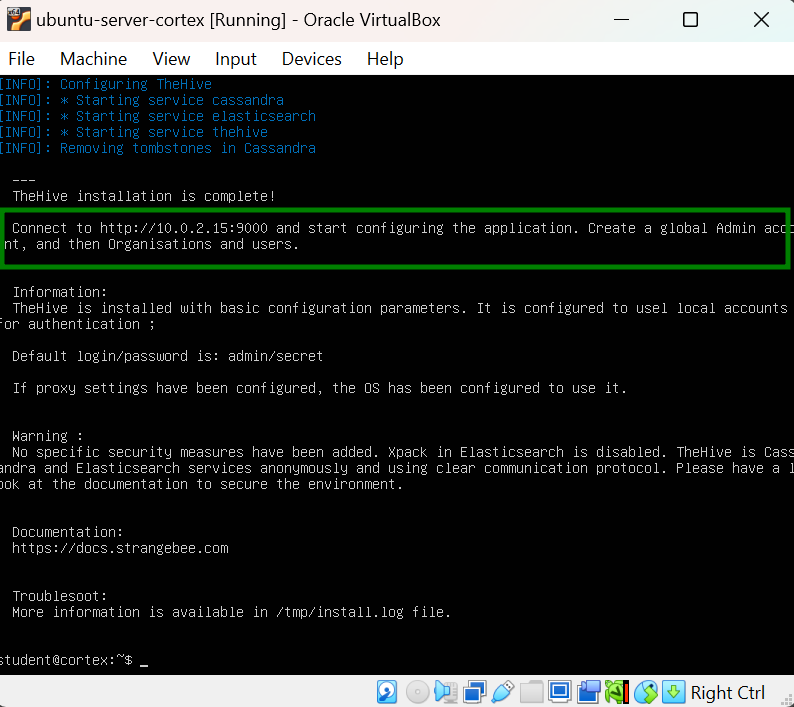 ubuntu-server-cortex [Running] - Oracle VirtualBox
File Machine View Input Devices Help
[INFO]: Configuring TheHive
[INFO]: * Starting service cassandra
[INFO]: * Starting service elasticsearch
[INFO]: * Starting service thehive
[INFO]: Removing tombstones in Cassandra
---
TheHive installation is complete!
Connect to http://10.0.2.15:9000 and start configuring the application. Create a global Admin acco
nt, and then Organisations and users.
Information:
TheHive is installed with basic configuration parameters. It is configured to usel local accounts
for authentication ;
Default login/password is: admin/secret
If proxy settings have been configured, the OS has been configured to use it.
Warning :
No specific security measures have been added. Xpack in Elasticsearch is disabled. TheHive is Cass
andra and Elasticsearch services anonymously and using clear communication protocol. Please have a l
ook at the documentation to secure the environment.
Documentation:
https://docs.strangebee.com
Troublesoot:
More information is available in /tmp/install.log file.
student@cortex:~$ _
Right Ctrl